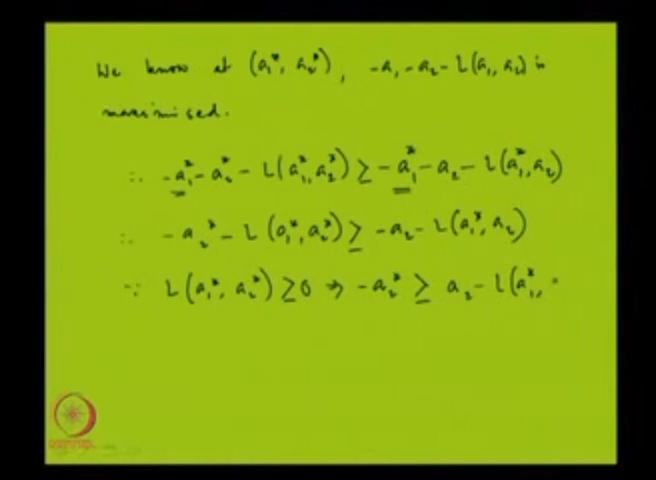 We know at (a₁*, a₂*), -a₁ - a₂ - L(a₁, a₂) is
maximised.
∴ -a₁* - a₂* - L(a₁*, a₂*) ≥ -a₁* - a₂ - L(a₁*, a₂)
∴ -a₂* - L(a₁*, a₂*) ≥ -a₂ - L(a₁*, a₂)
∵ L(a₁*, a₂*) ≥ 0 ⇒ -a₂* ≥ a₂ - L(a₁*,